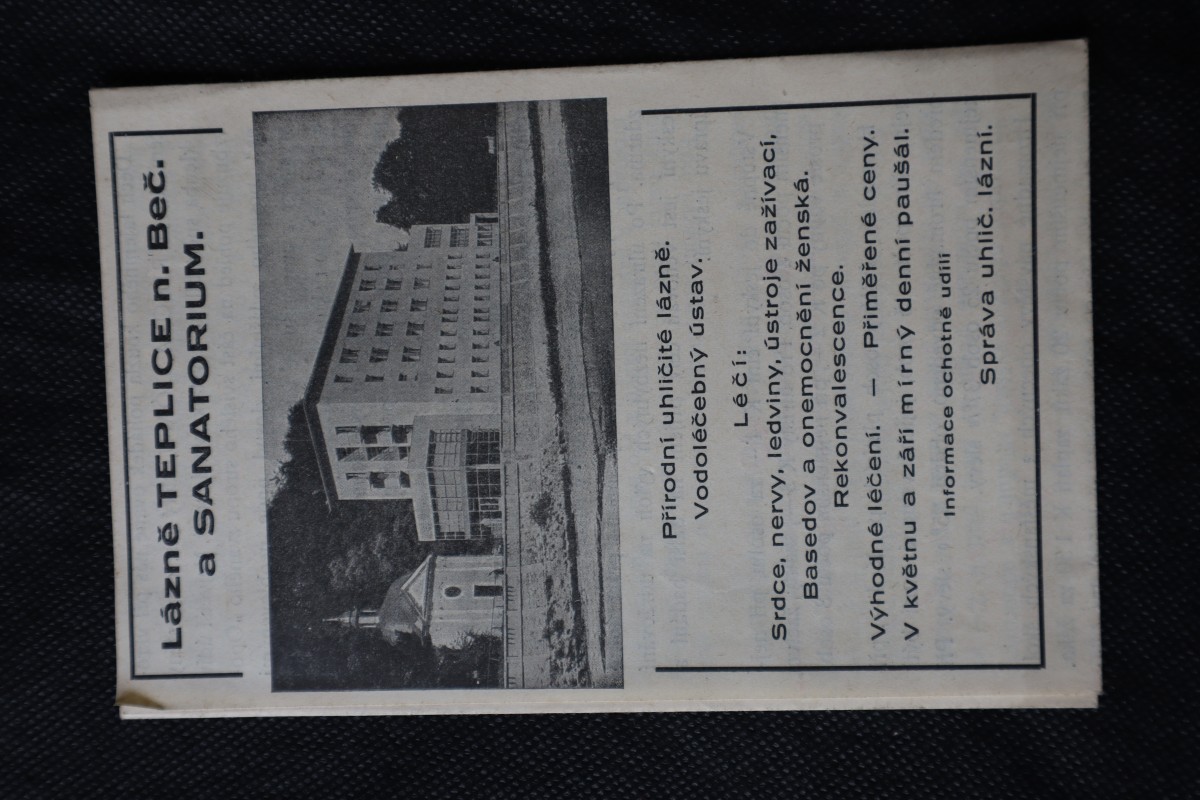 Lázně TEPLICE n. Beč.
a SANATORIUM.
Přírodní uhličité lázně.
Vodoléčebný ústav.
Léčí:
Srdce, nervy, ledviny, ústroje zažívací,
Basedov a onemocnění ženská.
Rekonvalescence.
Výhodné léčení. — Přiměřené ceny.
V květnu a září mírný denní paušál.
Informace ochotně udílí
Správa uhlič. lázní.